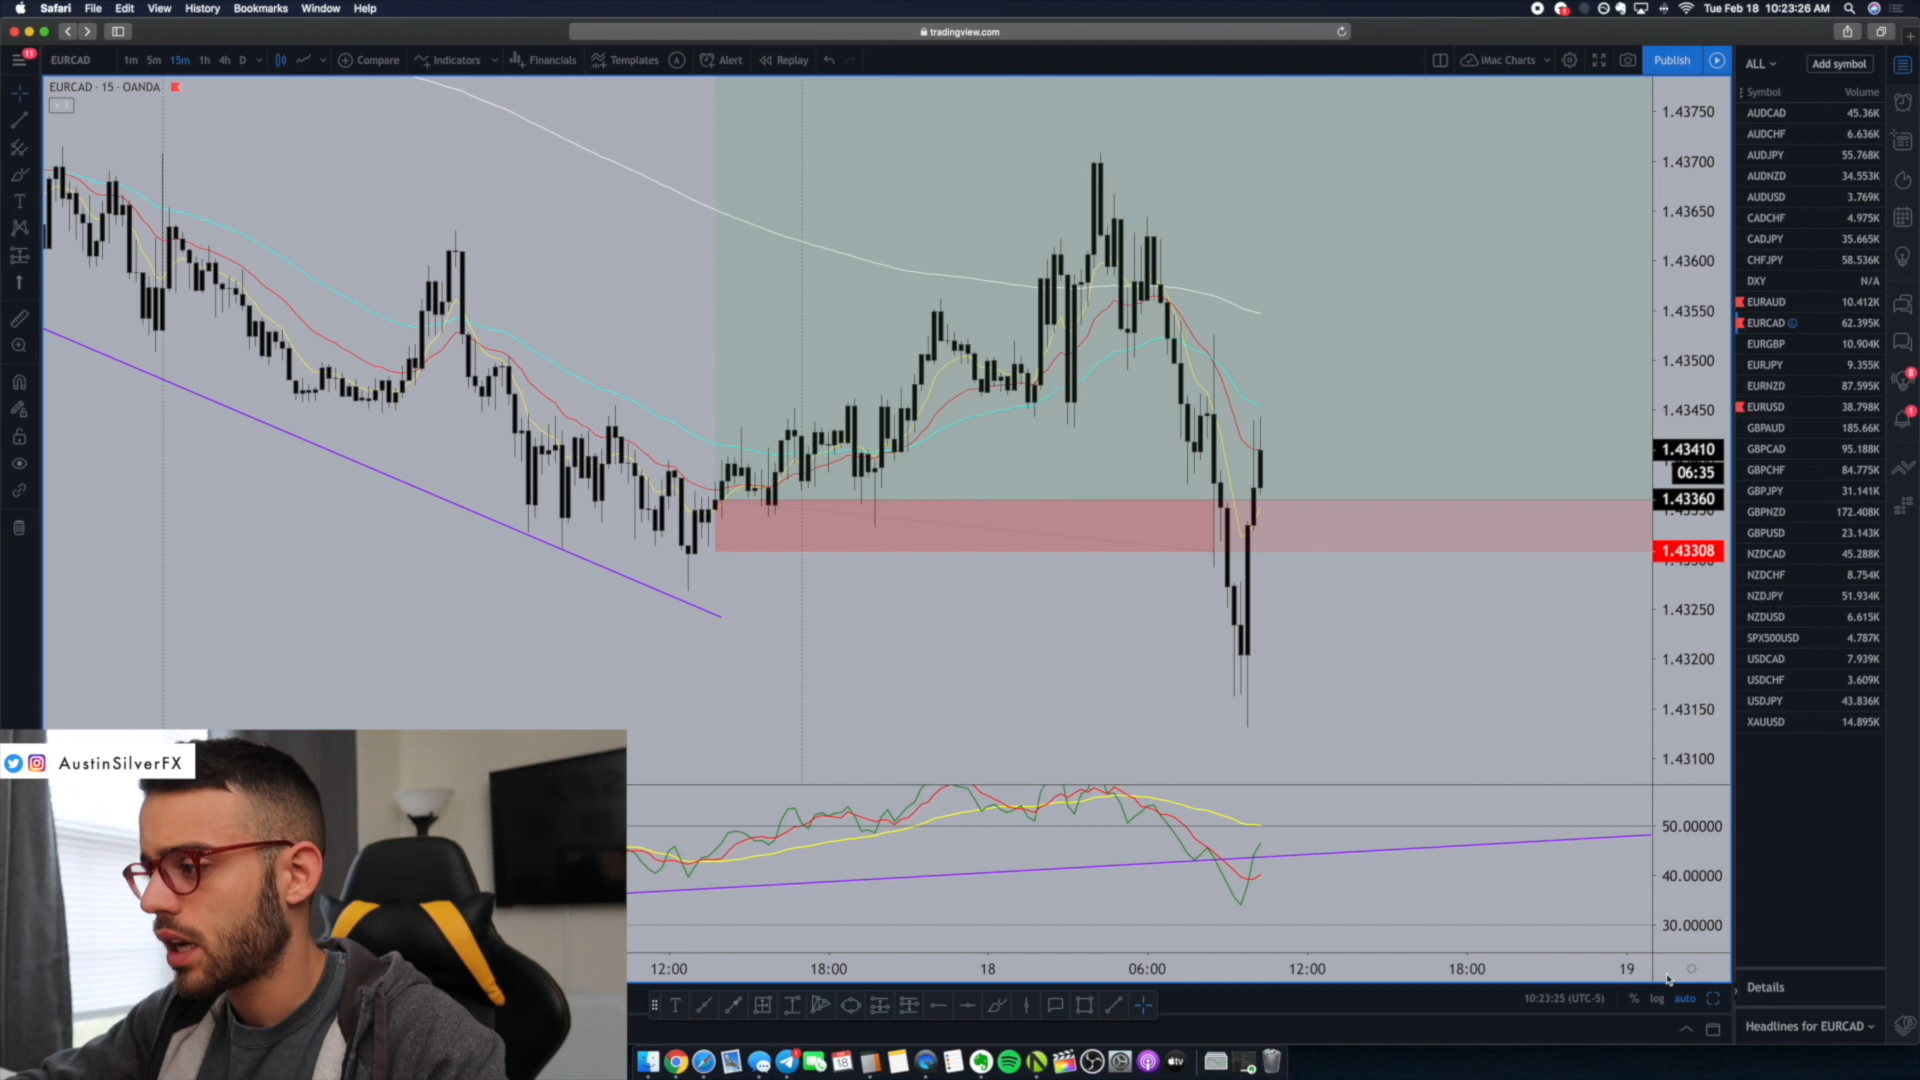 Safari File Edit View History Bookmarks Window Help
Tue Feb 18 10:23:26 AM
tradingview.com
11
EURCAD 1m 5m 15m 1h 4h D Compare Indicators Financials Templates Alert Replay iMac Charts Publish
EURCAD · 15 · OANDA
ALL Add symbol
Symbol Volume
AUDCAD 45.36K
AUDCHF 6.636K
AUDJPY 55.768K
AUDNZD 34.553K
AUDUSD 3.769K
CADCHF 4.975K
CADJPY 35.665K
CHFJPY 58.536K
DXY N/A
EURAUD 10.412K
EURCAD 62.395K
EURGBP 10.904K
EURJPY 9.355K
EURNZD 87.595K
EURUSD 38.798K
GBPAUD 185.66K
GBPCAD 95.188K
GBPCHF 84.775K
GBPJPY 31.141K
GBPNZD 172.408K
GBPUSD 23.143K
NZDCAD 45.288K
NZDCHF 8.754K
NZDJPY 51.934K
NZDUSD 6.615K
SPX500USD 4.787K
USDCAD 7.939K
USDCHF 3.609K
USDJPY 43.836K
XAUUSD 14.895K
8
1
1.43750
1.43700
1.43650
1.43600
1.43550
1.43500
1.43450
1.43410
06:35
1.43360
1.43308
1.43250
1.43200
1.43150
1.43100
50.00000
40.00000
30.00000
12:00 18:00 18 06:00 12:00 18:00 19
AustinSilverFX
10:23:25 (UTC-5) % log auto
Details
Headlines for EURCAD